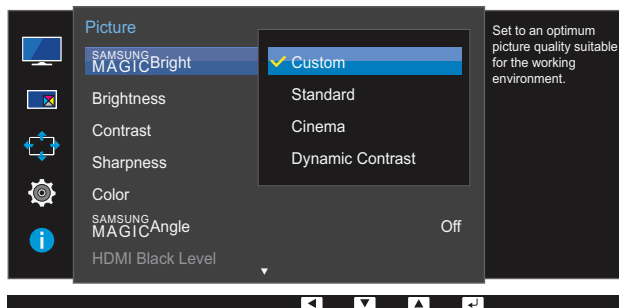 Picture
SAMSUNG
MAGICBright
Custom
Brightness
Standard
Contrast
Cinema
Sharpness
Dynamic Contrast
Color
SAMSUNG
MAGICAngle
Off
HDMI Black Level
Set to an optimum
picture quality suitable
for the working
environment.